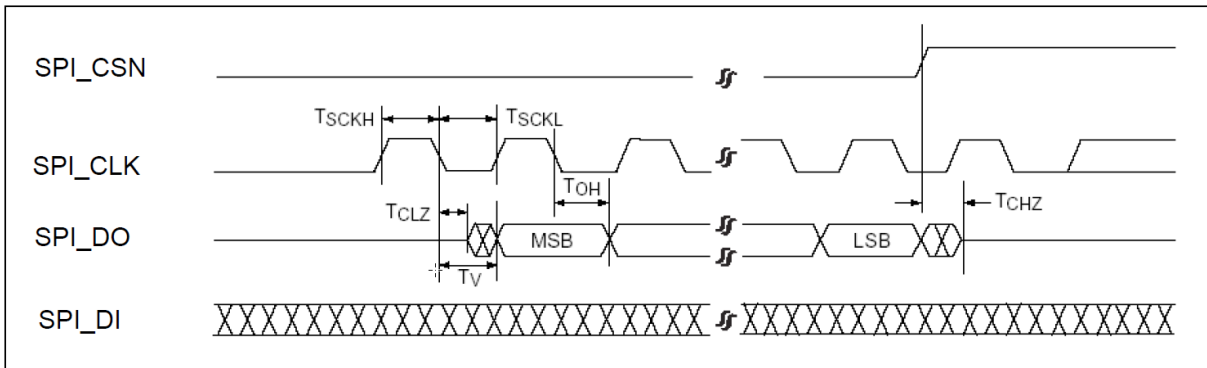 SPI_CSN
TSCKH
TSCKL
SPI_CLK
TOH
TCLZ
TCHZ
SPI_DO
MSB
LSB
TV
SPI_DI